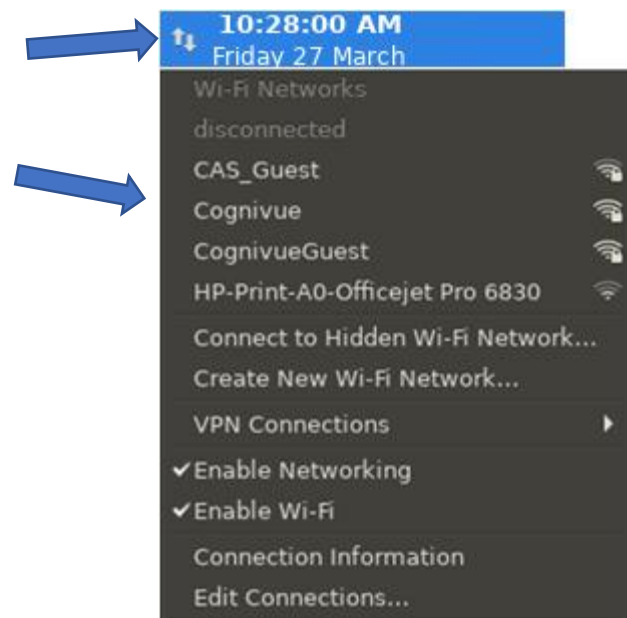 10:28:00 AM
Friday 27 March
Wi-Fi Networks
disconnected
CAS_Guest
Cognivue
CognivueGuest
HP-Print-A0-Officejet Pro 6830
Connect to Hidden Wi-Fi Network...
Create New Wi-Fi Network...
VPN Connections
Enable Networking
Enable Wi-Fi
Connection Information
Edit Connections...